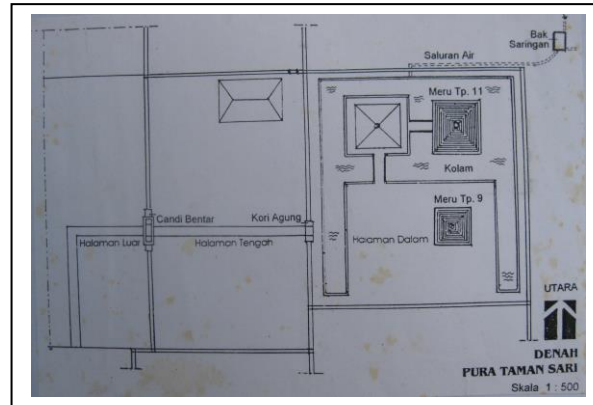 Bak
Saringan
Saluran Air
Meru Tp. 11
Kolam
Candi Bentar
Kori Agung
Meru Tp. 9
Halaman Luar
Halaman Tengah
Halaman Dalam
UTARA
DENAH
PURA TAMAN SARI
Skala 1 : 500